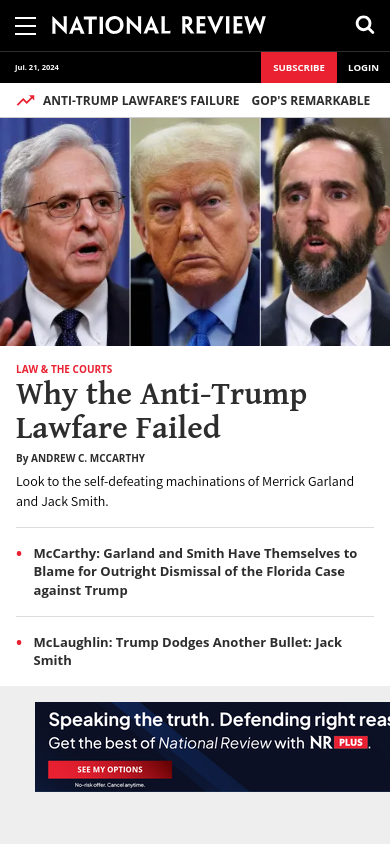 NATIONAL REVIEW
Jul. 21, 2024
SUBSCRIBE
LOGIN
ANTI-TRUMP LAWFARE’S FAILURE
GOP'S REMARKABLE
LAW & THE COURTS
Why the Anti-Trump
Lawfare Failed
By ANDREW C. MCCARTHY
Look to the self-defeating machinations of Merrick Garland
and Jack Smith.
• McCarthy: Garland and Smith Have Themselves to
Blame for Outright Dismissal of the Florida Case
against Trump
• McLaughlin: Trump Dodges Another Bullet: Jack
Smith
Speaking the truth. Defending right reas
Get the best of National Review with NR PLUS.
SEE MY OPTIONS
No-risk offer. Cancel anytime.